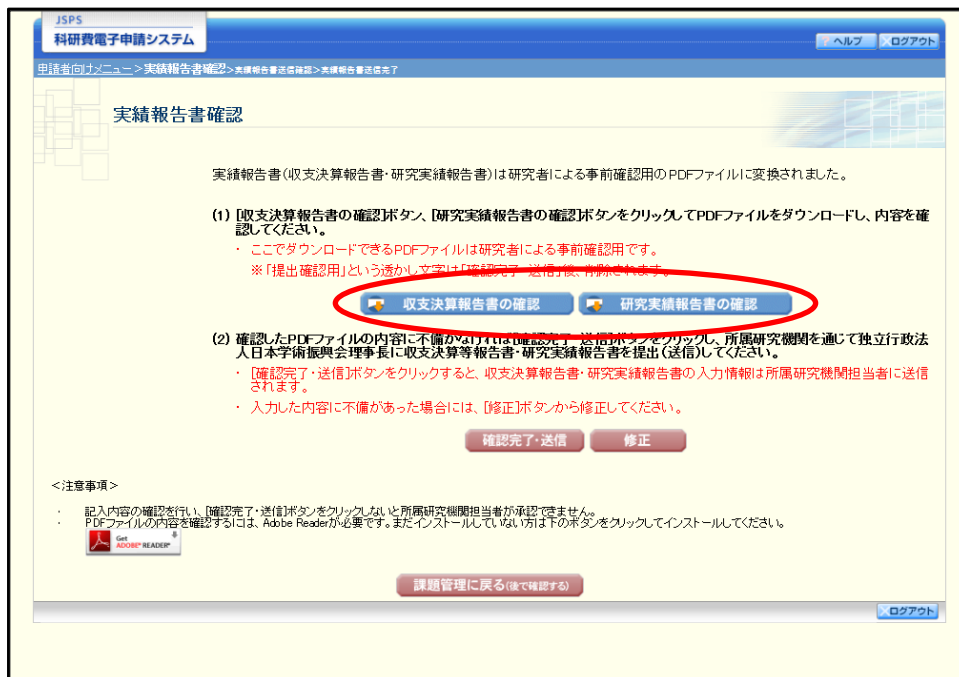 JSPS
科研費電子申請システム
? ヘルプ ログアウト
申請者向けメニュー>実績報告書確認>実績報告書送信確認>実績報告書送信完了
実績報告書確認
実績報告書(収支決算報告書・研究実績報告書)は研究者による事前確認用のPDFファイルに変換されました。
(1) [収支決算報告書の確認]ボタン、[研究実績報告書の確認]ボタンをクリックしてPDFファイルをダウンロードし、内容を確
認してください。
・ ここでダウンロードできるPDFファイルは研究者による事前確認用です。
※「提出確認用」という透かし文字は「確認完了・送信」後、削除されます。
収支決算報告書の確認 研究実績報告書の確認
(2) 確認したPDFファイルの内容に不備がなければ[確認完了・送信]ボタンをクリックし、所属研究機関を通じて独立行政法
人日本学術振興会理事長に収支決算等報告書・研究実績報告書を提出(送信)してください。
・ [確認完了・送信]ボタンをクリックすると、収支決算報告書・研究実績報告書の入力情報は所属研究機関担当者に送信
されます。
・ 入力した内容に不備があった場合には、[修正]ボタンから修正してください。
確認完了・送信 修正
<注意事項>
・ 記入内容の確認を行い、[確認完了・送信]ボタンをクリックしないと所属研究機関担当者が承認できません。
・ PDFファイルの内容を確認するには、Adobe Readerが必要です。まだインストールしていない方は下のボタンをクリックしてインストールしてください。
Get
ADOBE® READER®
課題管理に戻る(後で確認する)
ログアウト